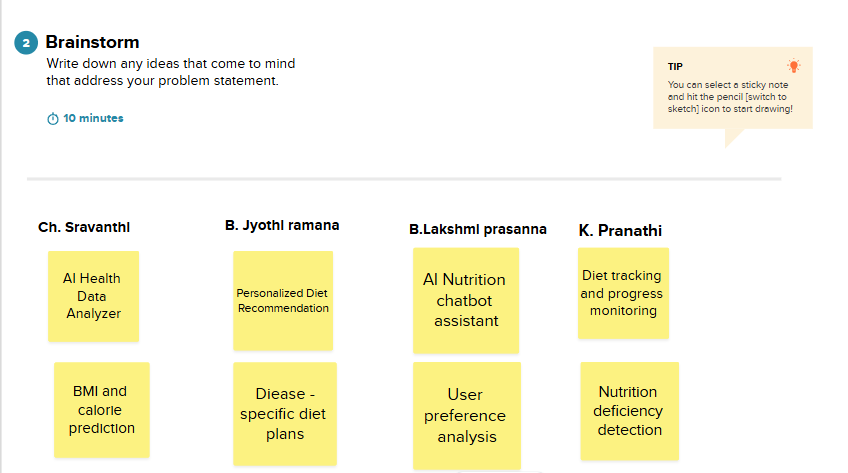 2 Brainstorm
Write down any ideas that come to mind
that address your problem statement.
10 minutes
TIP
You can select a sticky note
and hit the pencil [switch to
sketch] icon to start drawing!
Ch. Sravanthi
B. Jyothi ramana
B.Lakshmi prasanna
K. Pranathi
AI Health
Data
Analyzer
Personalized Diet
Recommendation
AI Nutrition
chatbot
assistant
Diet tracking
and progress
monitoring
BMI and
calorie
prediction
Diease -
specific diet
plans
User
preference
analysis
Nutrition
deficiency
detection